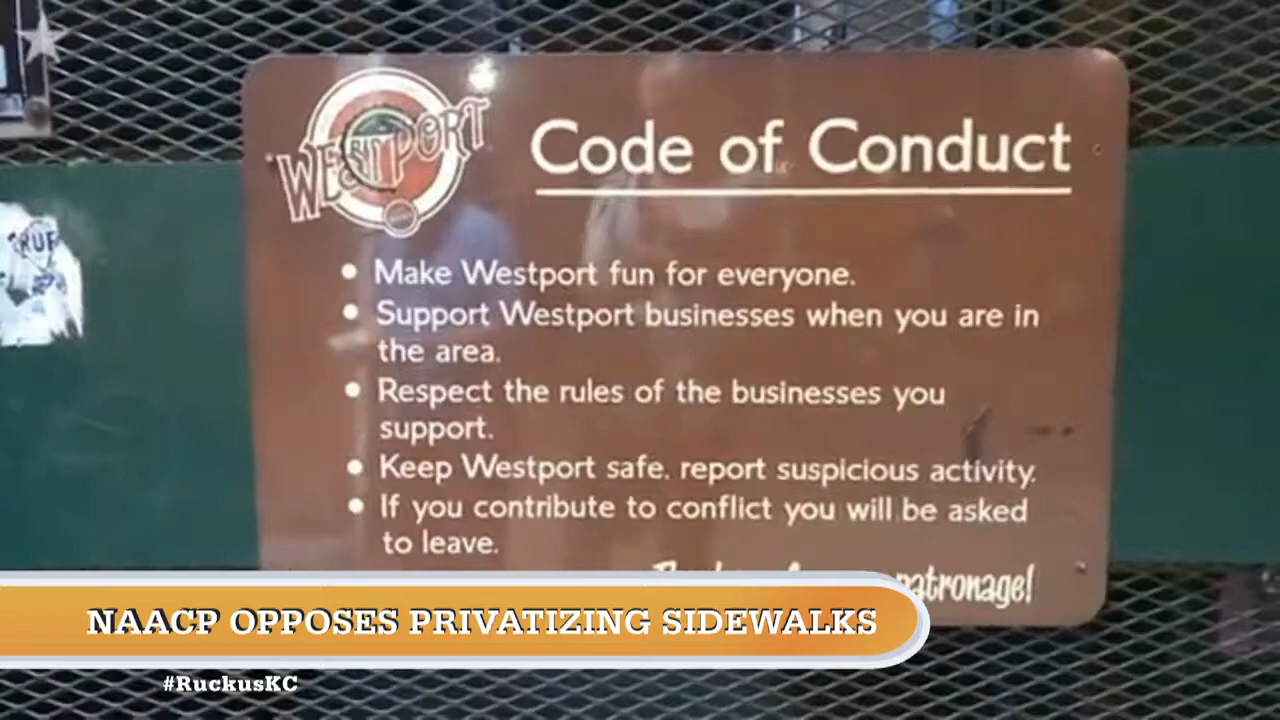 WESTPORT
Code of Conduct
• Make Westport fun for everyone.
• Support Westport businesses when you are in
the area.
• Respect the rules of the businesses you
support.
• Keep Westport safe. report suspicious activity.
• If you contribute to conflict you will be asked
to leave.
patronage!
NAACP OPPOSES PRIVATIZING SIDEWALKS
#RuckusKC